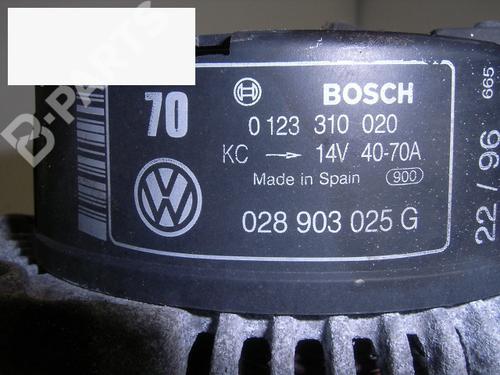 70
BOSCH
0 123 310 020
KC → 14V 40-70A
Made in Spain 900
028 903 025 G
22 / 96 665
B-PARTS